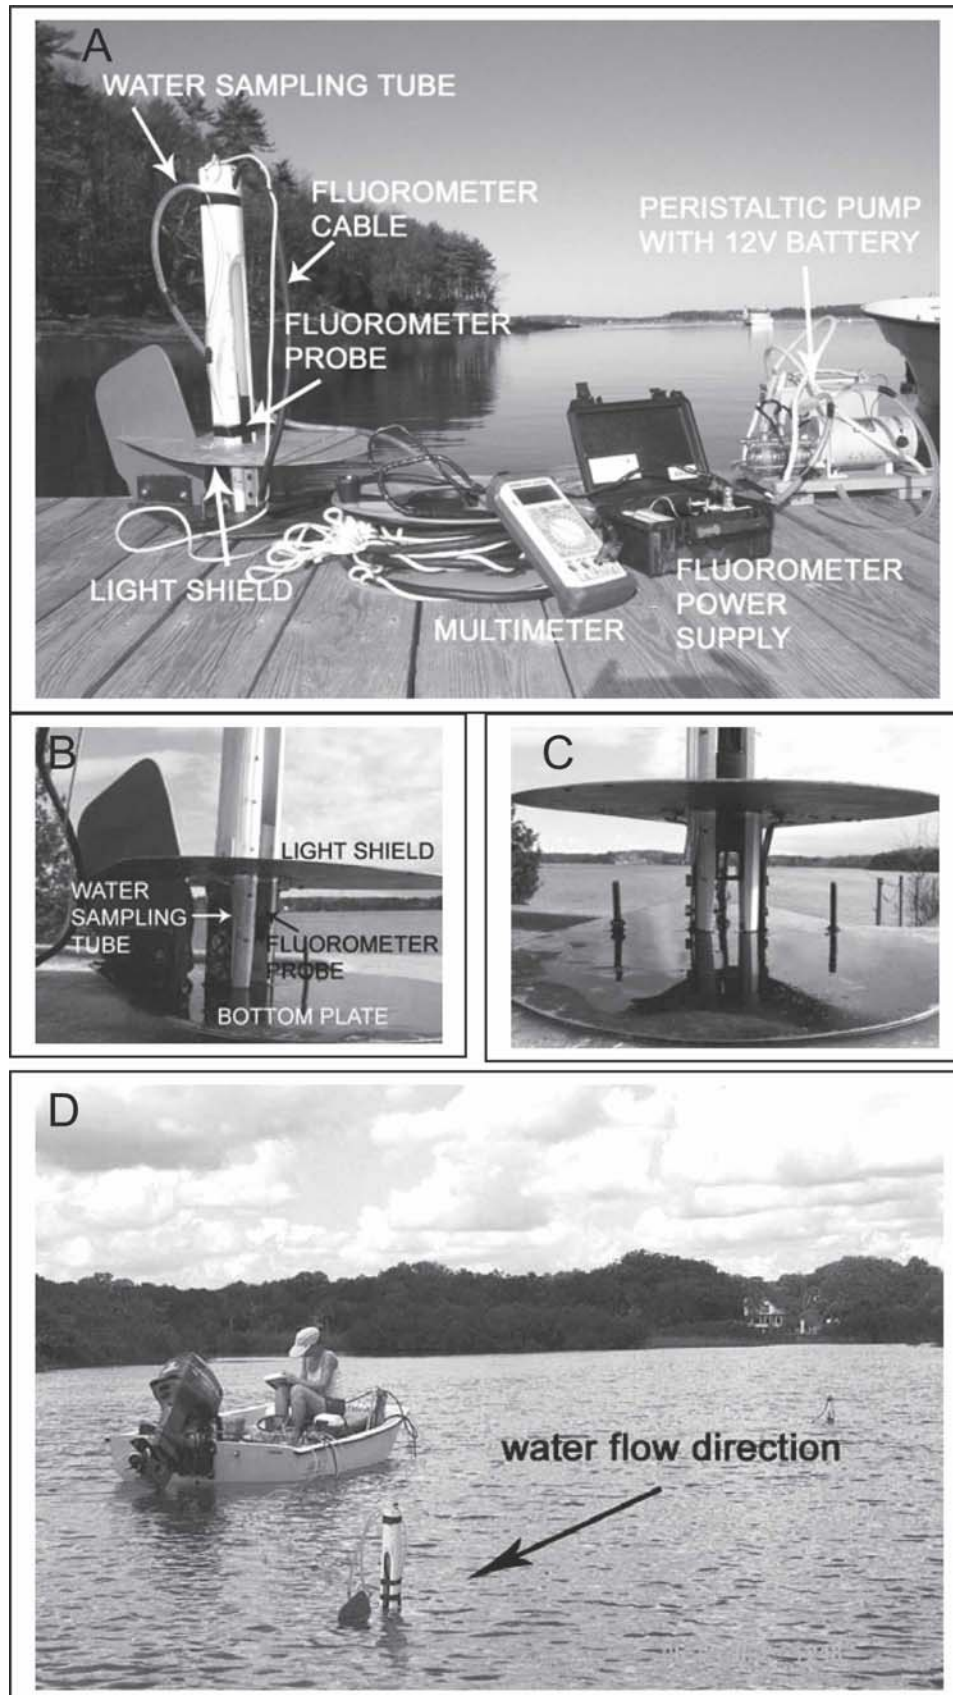 A
WATER SAMPLING TUBE
FLUOROMETER
CABLE
PERISTALTIC PUMP
WITH 12V BATTERY
FLUOROMETER
PROBE
LIGHT SHIELD
MULTIMETER
FLUOROMETER
POWER
SUPPLY
B
LIGHT SHIELD
WATER
SAMPLING
TUBE
FLUOROMETER
PROBE
BOTTOM PLATE
C
D
water flow direction